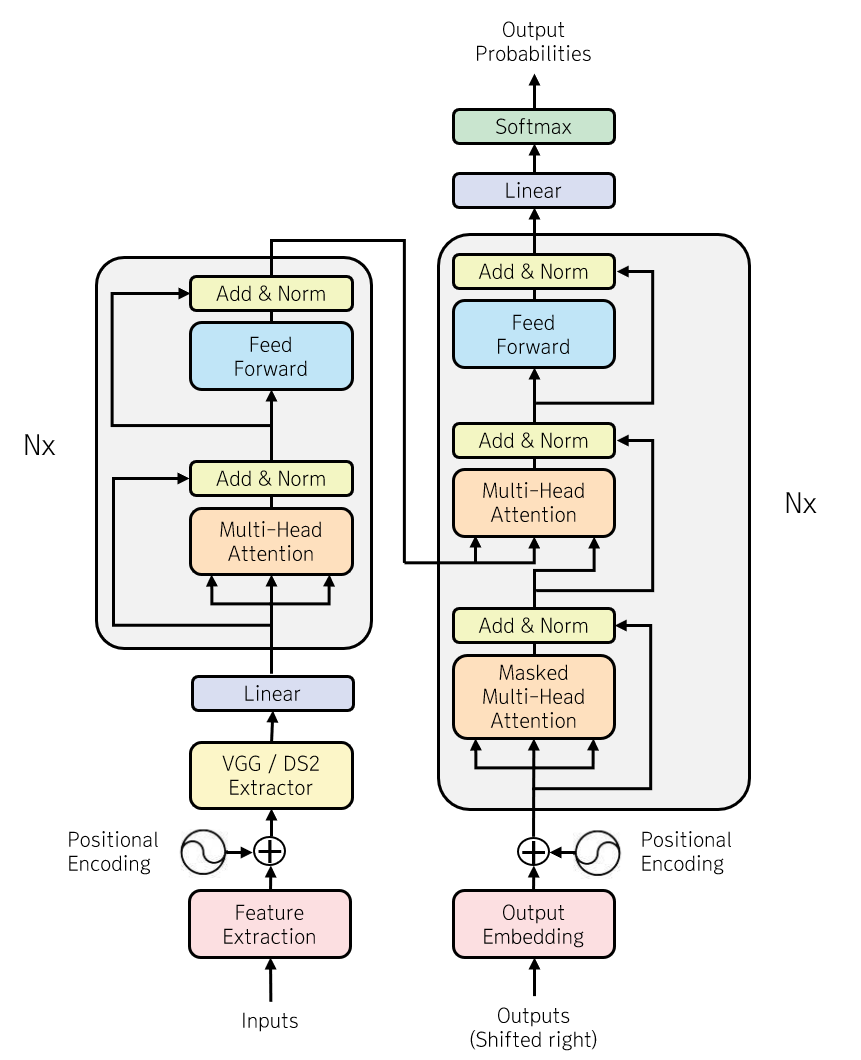 Output
Probabilities
Softmax
Linear
Add & Norm
Feed
Forward
Add & Norm
Multi-Head
Attention
Add & Norm
Masked
Multi-Head
Attention
Nx
Positional
Encoding
Output
Embedding
Outputs
(Shifted right)
Add & Norm
Feed
Forward
Add & Norm
Multi-Head
Attention
Nx
Linear
VGG / DS2
Extractor
Positional
Encoding
Feature
Extraction
Inputs